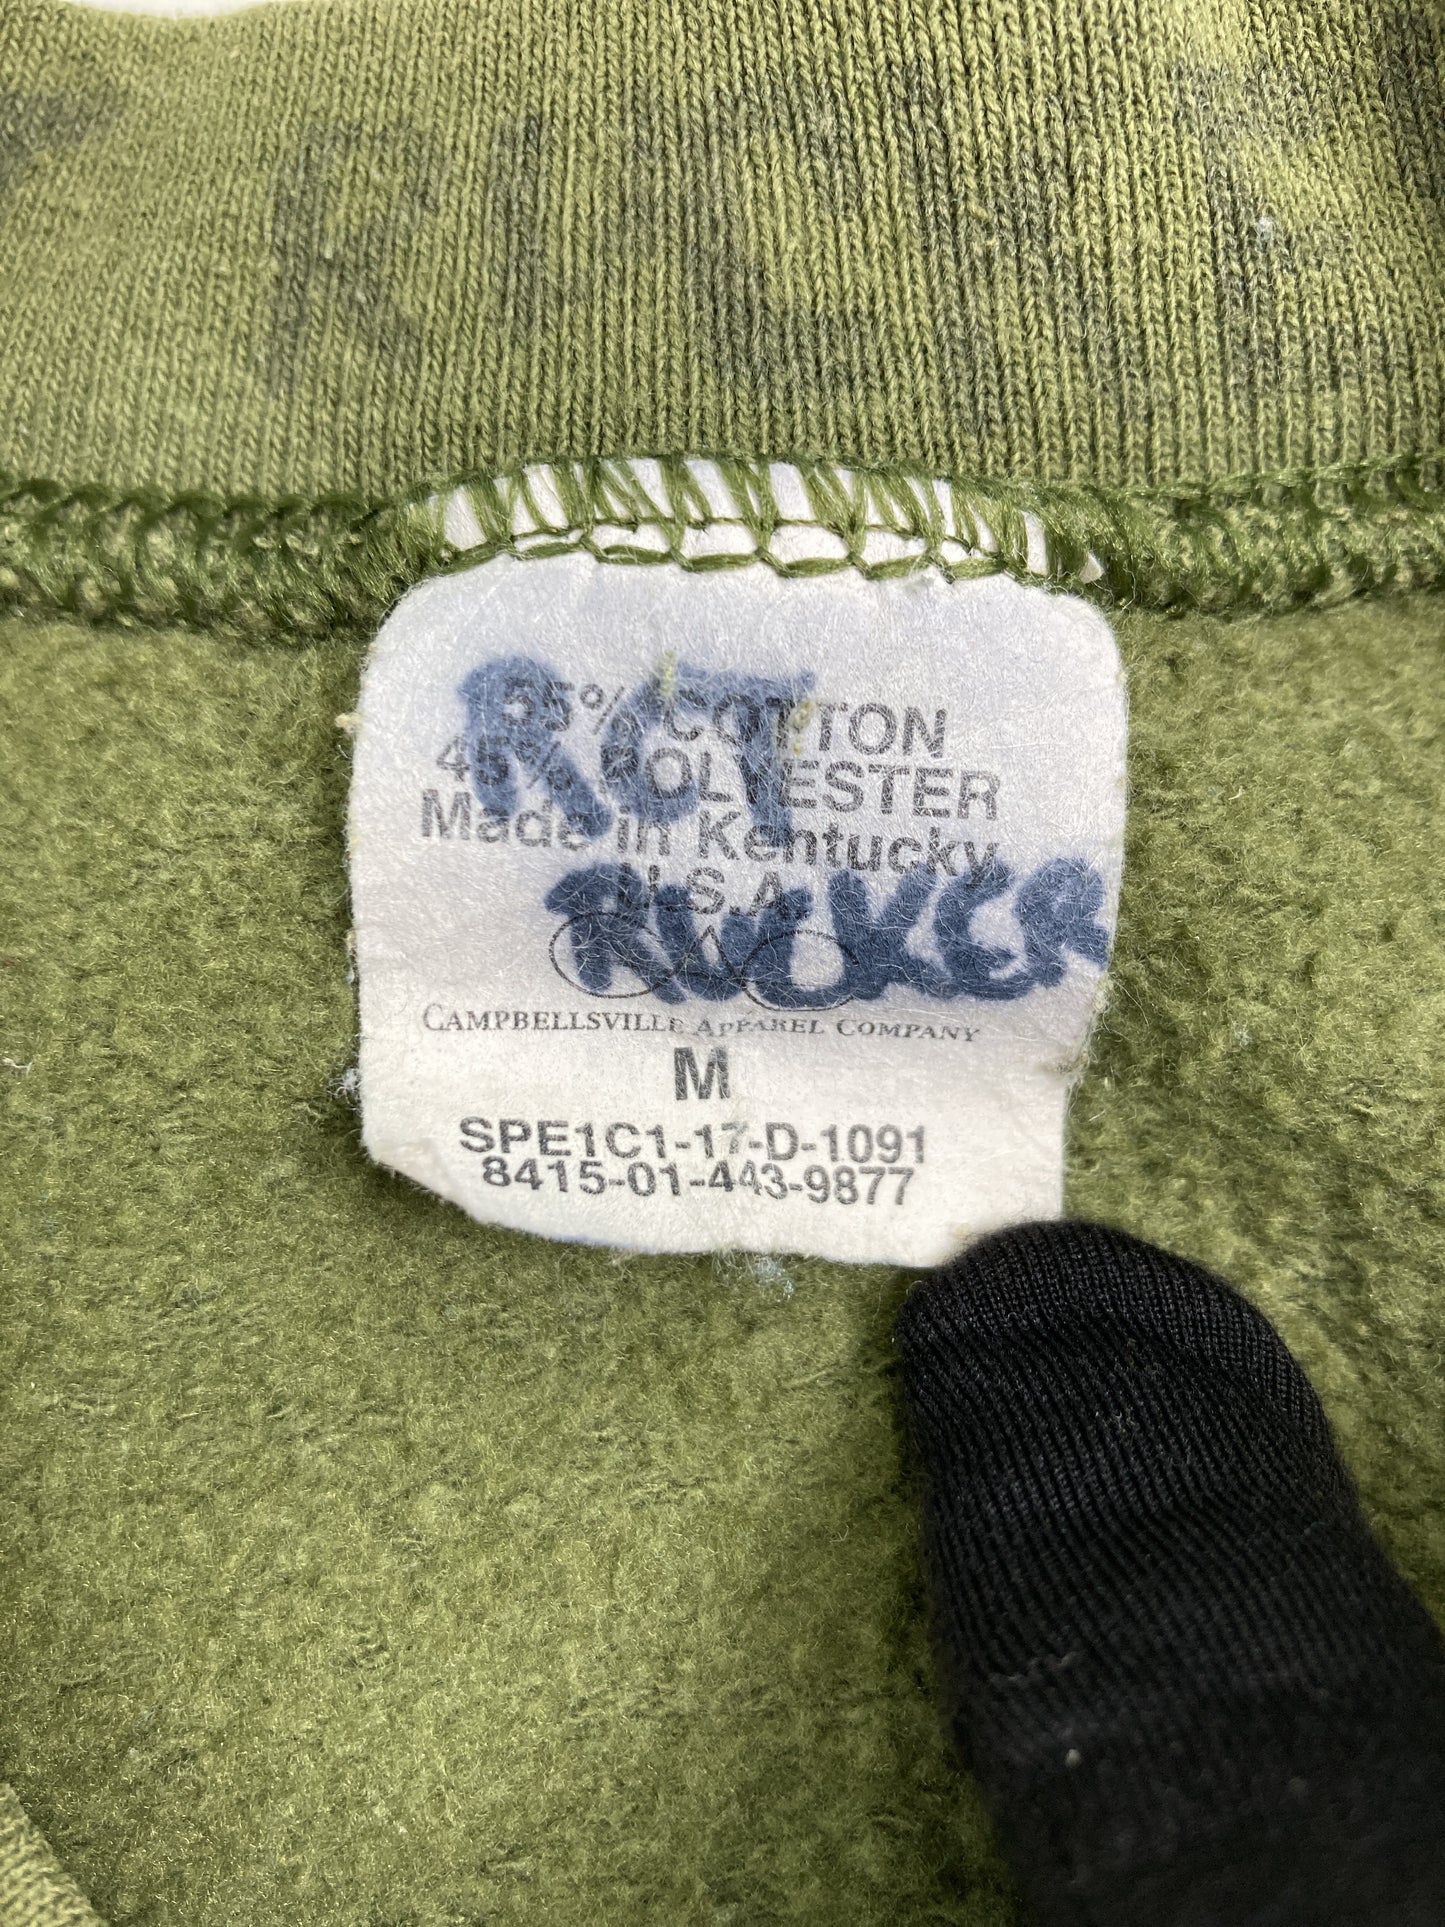 RCT
55% COTTON
45% POLYESTER
Made in Kentucky,
U.S.A.
RUCKER
CAMPBELLSVILLE APPAREL COMPANY
M
SPE1C1-17-D-1091
8415-01-443-9877